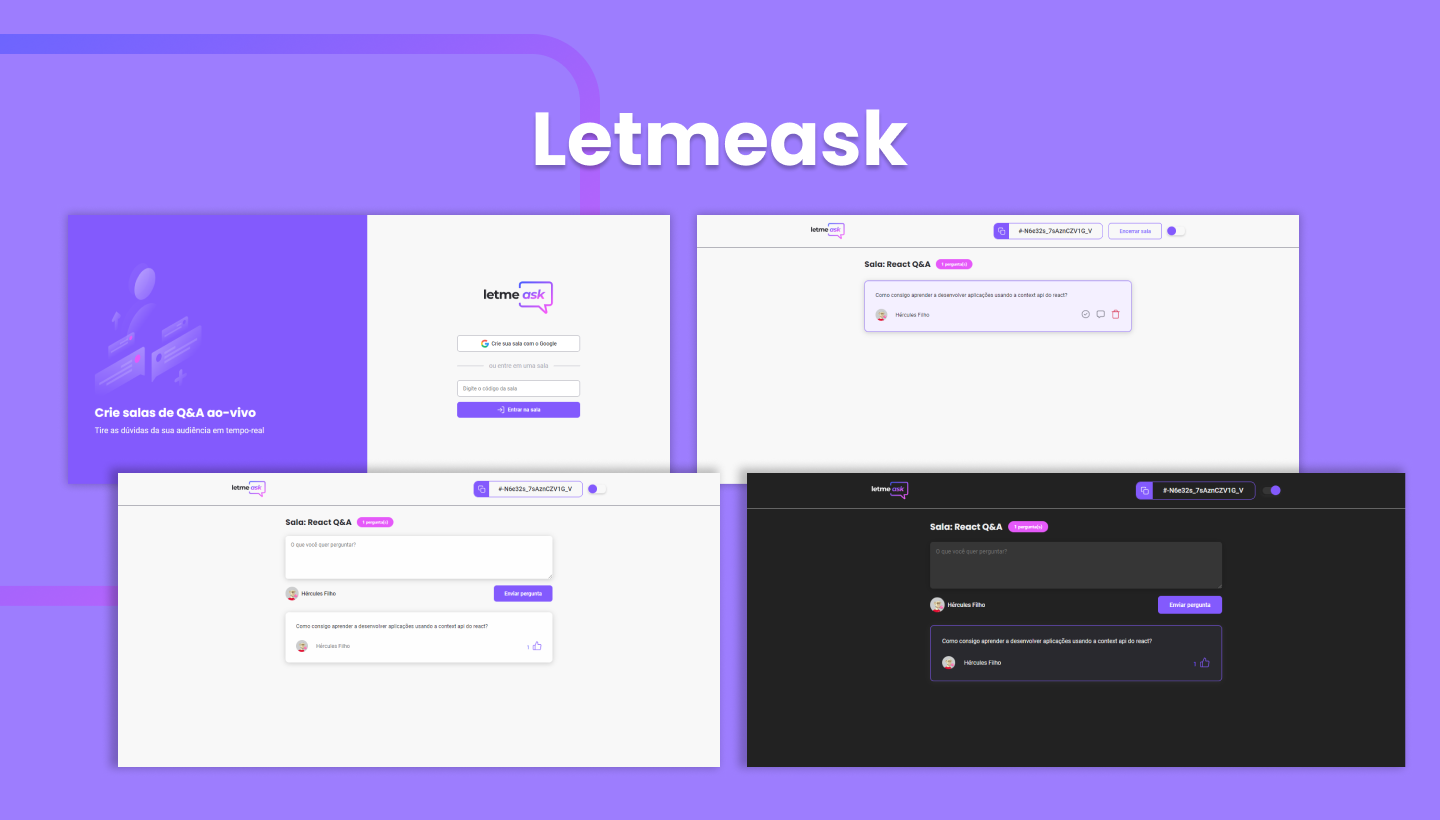 Letmeask
letme ask
Crie sua sala com o Google
ou entre em uma sala
Digite o código da sala
Entrar na sala
Crie salas de Q&A ao-vivo
Tire as dúvidas da sua audiência em tempo-real
letme ask
#-N6e32s_7sAznCZV1G_V
Encerrar sala
Sala: React Q&A
1 pergunta(s)
Como consigo aprender a desenvolver aplicações usando a context api do react?
Hércules Filho
letme ask
#-N6e32s_7sAznCZV1G_V
Sala: React Q&A
1 pergunta(s)
O que você quer perguntar?
Hércules Filho
Enviar pergunta
Como consigo aprender a desenvolver aplicações usando a context api do react?
Hércules Filho
1
letme ask
#-N6e32s_7sAznCZV1G_V
Sala: React Q&A
1 pergunta(s)
O que você quer perguntar?
Hércules Filho
Enviar pergunta
Como consigo aprender a desenvolver aplicações usando a context api do react?
Hércules Filho
1